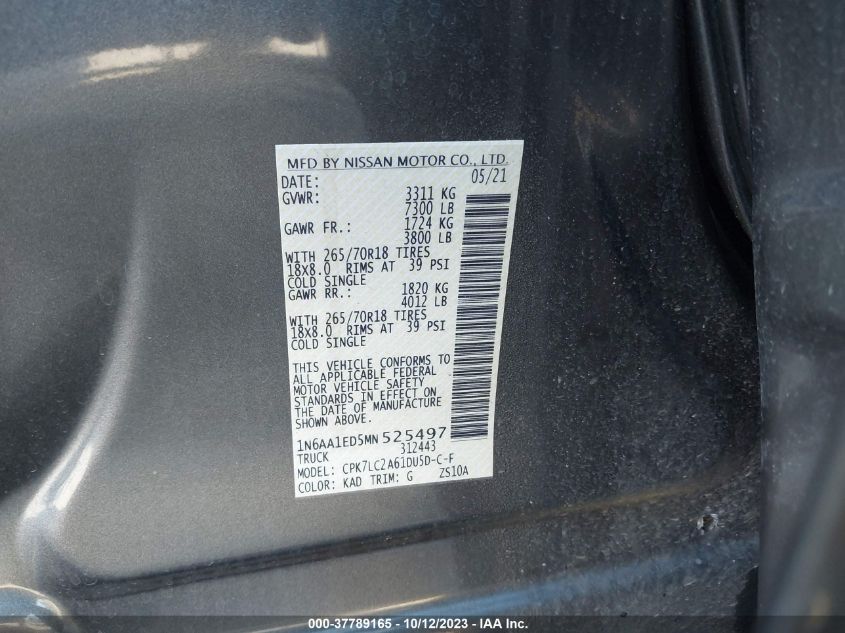 MFD BY NISSAN MOTOR CO., LTD.
DATE: 05/21
GVWR: 3311 KG
7300 LB
GAWR FR.: 1724 KG
3800 LB
WITH 265/70R18 TIRES
18X8.0 RIMS AT 39 PSI
COLD SINGLE
GAWR RR.: 1820 KG
4012 LB
WITH 265/70R18 TIRES
18X8.0 RIMS AT 39 PSI
COLD SINGLE
THIS VEHICLE CONFORMS TO
ALL APPLICABLE FEDERAL
MOTOR VEHICLE SAFETY
STANDARDS IN EFFECT ON
THE DATE OF MANUFACTURE
SHOWN ABOVE.
1N6AA1ED5MN525497
TRUCK 312443
MODEL: CPK7LC2A61DU5D-C-F
COLOR: KAD TRIM: G ZS10A
000-37789165 - 10/12/2023 - IAA Inc.